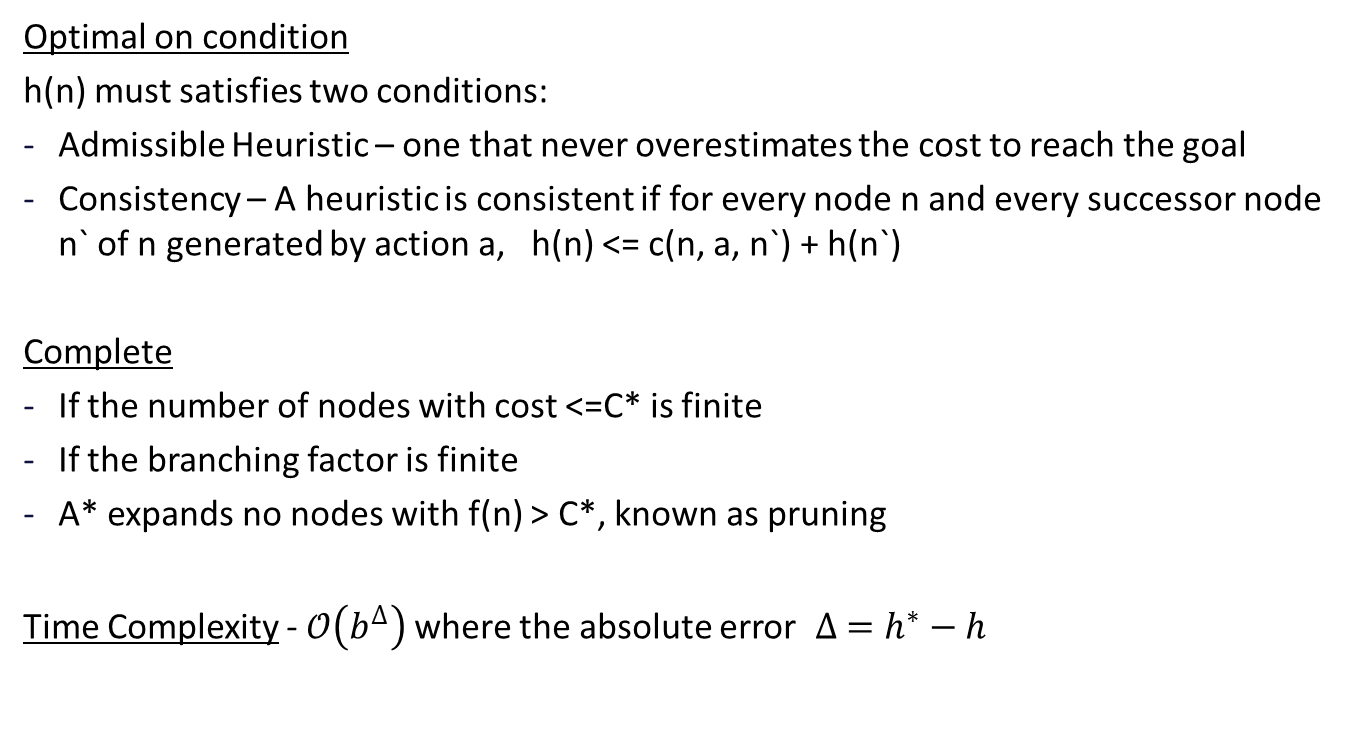 Optimal on condition
h(n) must satisfies two conditions:
- Admissible Heuristic – one that never overestimates the cost to reach the goal
- Consistency – A heuristic is consistent if for every node n and every successor node
n` of n generated by action a,   h(n) <= c(n, a, n`) + h(n`)
Complete
- If the number of nodes with cost <=C* is finite
- If the branching factor is finite
- A* expands no nodes with f(n) > C*, known as pruning
Time Complexity - 𝒪(b^Δ) where the absolute error Δ = h* − h